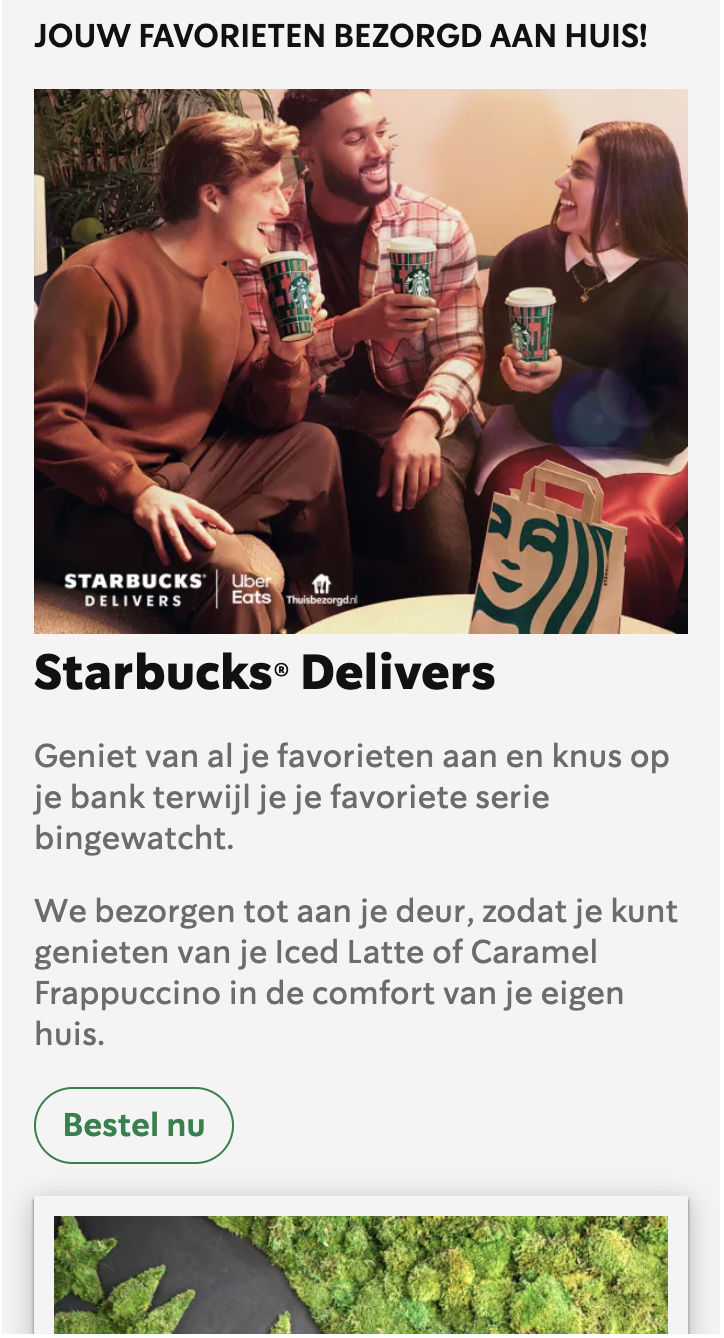 JOUW FAVORIETEN BEZORGD AAN HUIS!
STARBUCKS®
DELIVERS
Uber
Eats
Thuisbezorgd.nl
Starbucks® Delivers
Geniet van al je favorieten aan en knus op
je bank terwijl je je favoriete serie
bingewatcht.
We bezorgen tot aan je deur, zodat je kunt
genieten van je Iced Latte of Caramel
Frappuccino in de comfort van je eigen
huis.
Bestel nu